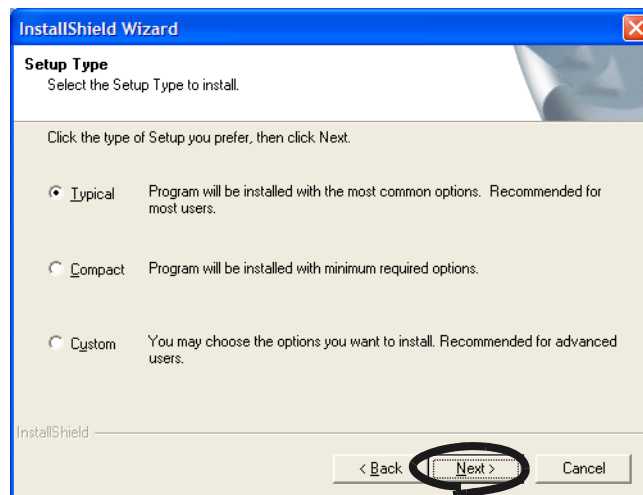 InstallShield Wizard
Setup Type
Select the Setup Type to install.
Click the type of Setup you prefer, then click Next.
Typical Program will be installed with the most common options. Recommended for
most users.
Compact Program will be installed with minimum required options.
Custom You may choose the options you want to install. Recommended for advanced
users.
InstallShield
< Back Next > Cancel